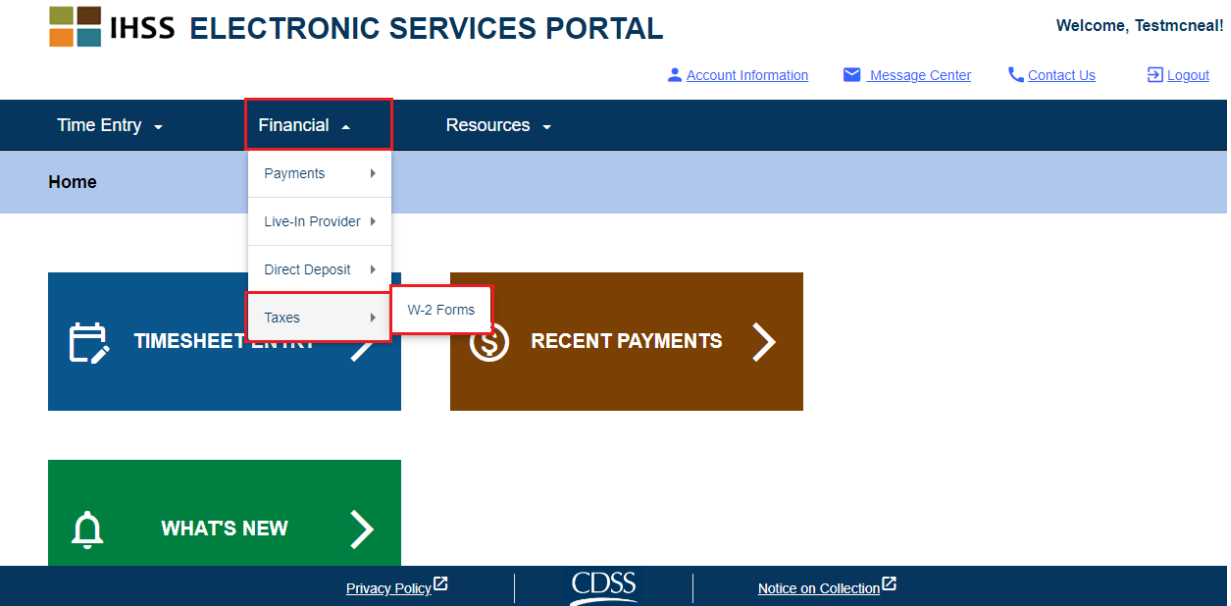 IHSS ELECTRONIC SERVICES PORTAL
Welcome, Testmcneal!
Account Information Message Center Contact Us Logout
Time Entry Financial Resources
Home
Payments
Live-In Provider
Direct Deposit
Taxes
W-2 Forms
TIMESHEET ENTRY
RECENT PAYMENTS
WHAT'S NEW
Privacy Policy CDSS Notice on Collection